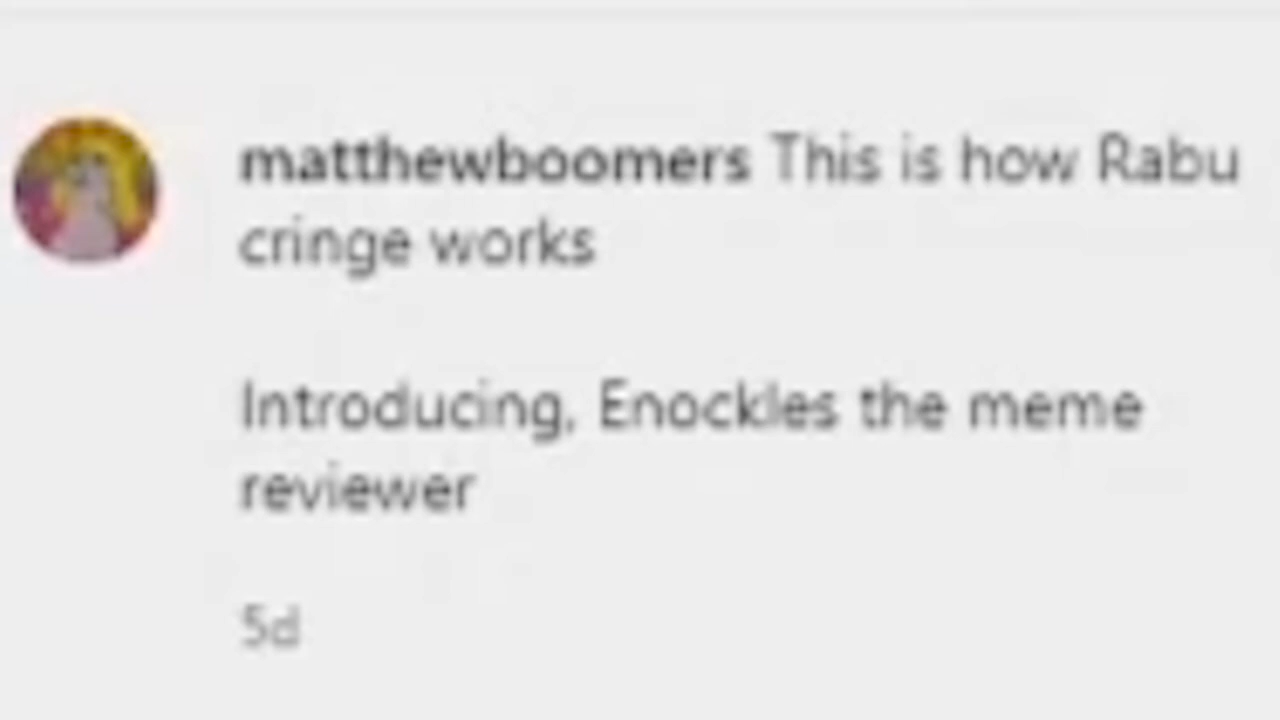 matthewboomers This is how Rabu
cringe works
Introducing, Enockles the meme
reviewer
5d